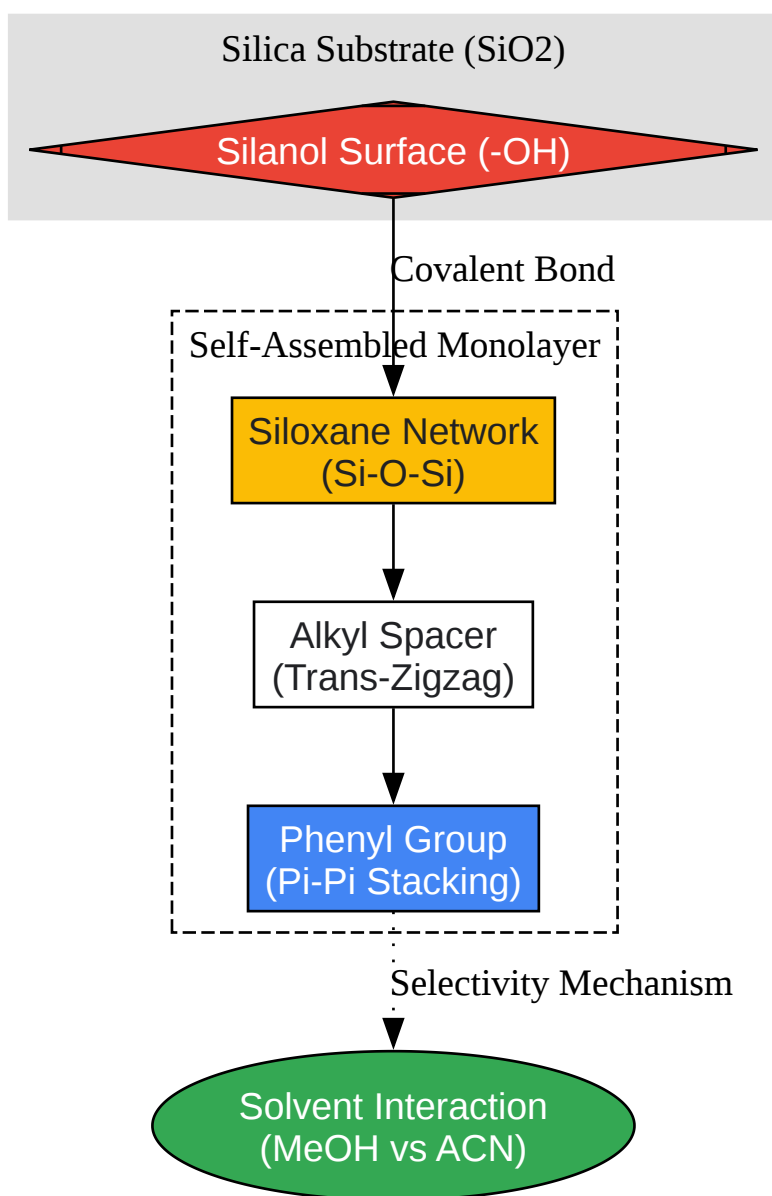 Silica Substrate (SiO2)
Silanol Surface (-OH)
Covalent Bond
Self-Assembled Monolayer
Siloxane Network
(Si-O-Si)
Alkyl Spacer
(Trans-Zigzag)
Phenyl Group
(Pi-Pi Stacking)
Selectivity Mechanism
Solvent Interaction
(MeOH vs ACN)